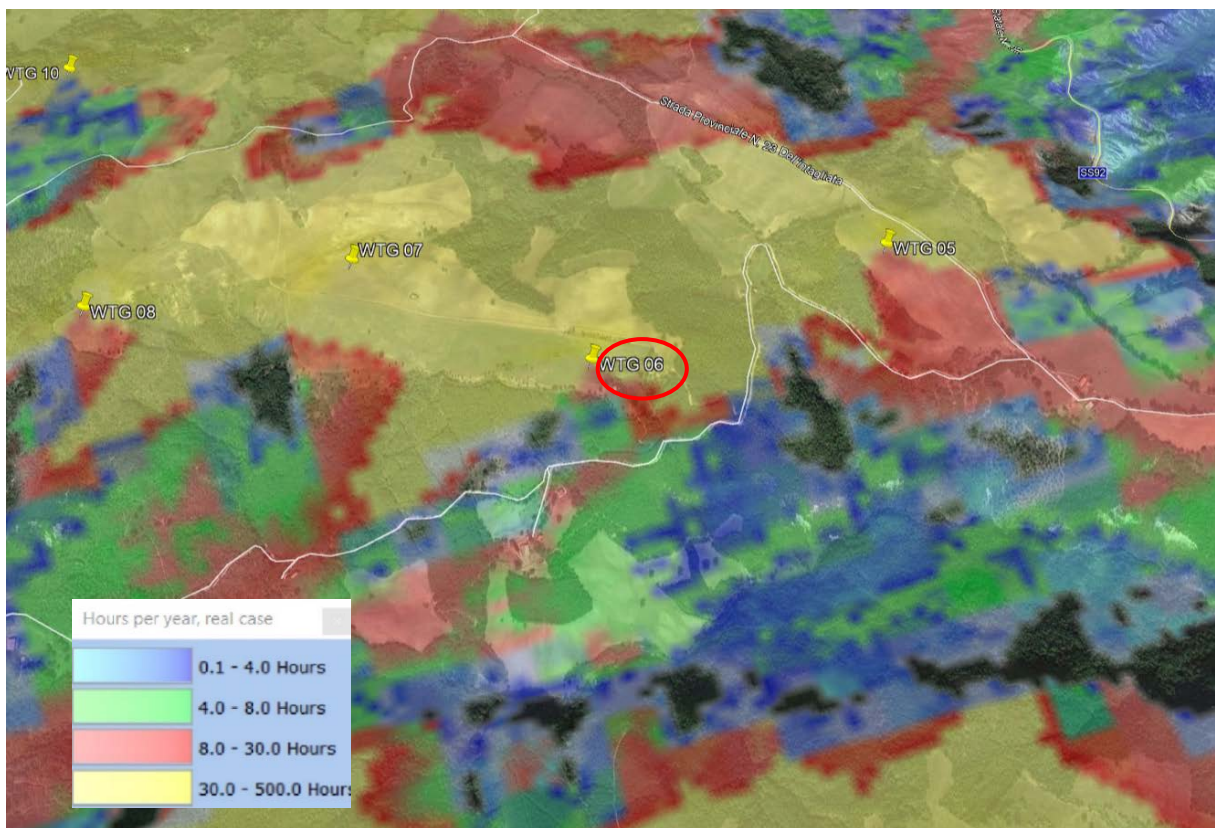 WTG 10
Strada Provinciale N. 23 Dell'intagliata
SS92
WTG 07
WTG 05
WTG 08
WTG 06
Hours per year, real case
0.1 - 4.0 Hours
4.0 - 8.0 Hours
8.0 - 30.0 Hours
30.0 - 500.0 Hours